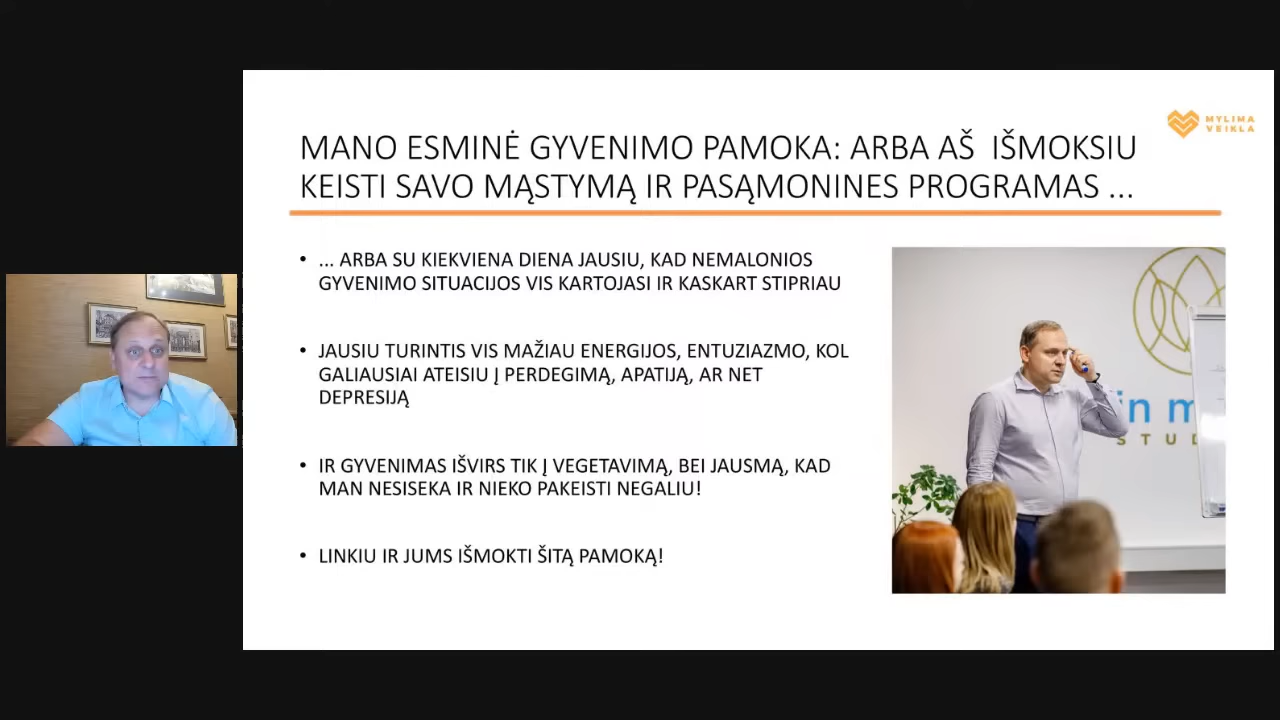 MYLIMA
VEIKLA
MANO ESMINĖ GYVENIMO PAMOKA: ARBA AŠ IŠMOKSIU
KEISTI SAVO MĄSTYMĄ IR PASĄMONINES PROGRAMAS ...
• ... ARBA SU KIEKVIENA DIENA JAUSIU, KAD NEMALONIOS
GYVENIMO SITUACIJOS VIS KARTOJASI IR KASKART STIPRIAU
• JAUSIU TURINTIS VIS MAŽIAU ENERGIJOS, ENTUZIAZMO, KOL
GALIAUSIAI ATEISIU Į PERDEGIMĄ, APATIJĄ, AR NET
DEPRESIJĄ
• IR GYVENIMAS IŠVIRS TIK Į VEGETAVIMĄ, BEI JAUSMĄ, KAD
MAN NESISEKA IR NIEKO PAKEISTI NEGALIU!
• LINKIU IR JUMS IŠMOKTI ŠITĄ PAMOKĄ!
in m
STUD